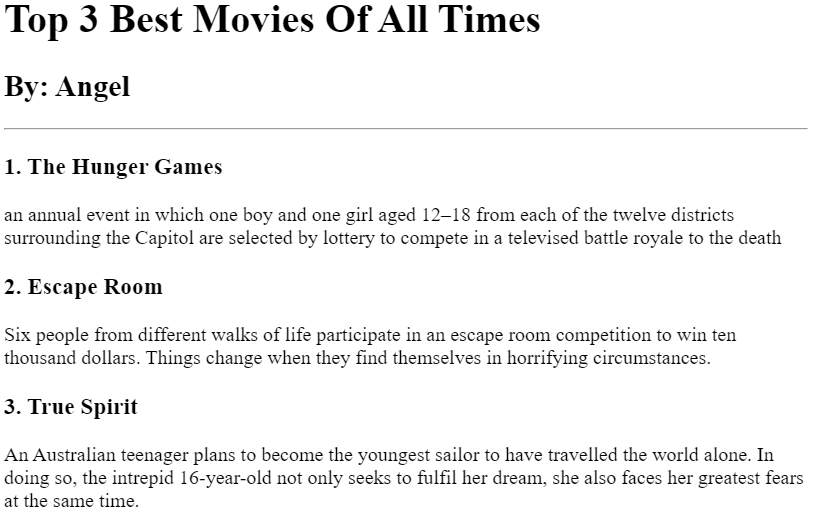 Top 3 Best Movies Of All Times
By: Angel
1. The Hunger Games
an annual event in which one boy and one girl aged 12–18 from each of the twelve districts
surrounding the Capitol are selected by lottery to compete in a televised battle royale to the death
2. Escape Room
Six people from different walks of life participate in an escape room competition to win ten
thousand dollars. Things change when they find themselves in horrifying circumstances.
3. True Spirit
An Australian teenager plans to become the youngest sailor to have travelled the world alone. In
doing so, the intrepid 16-year-old not only seeks to fulfil her dream, she also faces her greatest fears
at the same time.